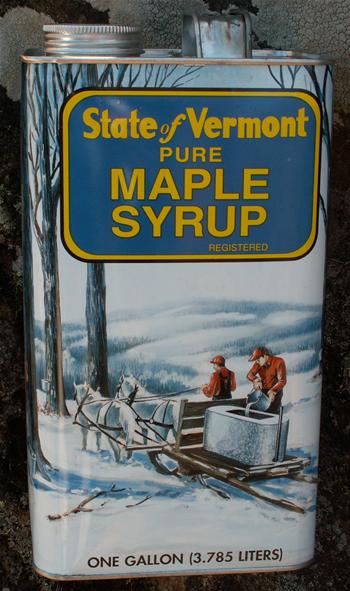 State of Vermont
PURE
MAPLE
SYRUP
REGISTERED
ONE GALLON (3.785 LITERS)